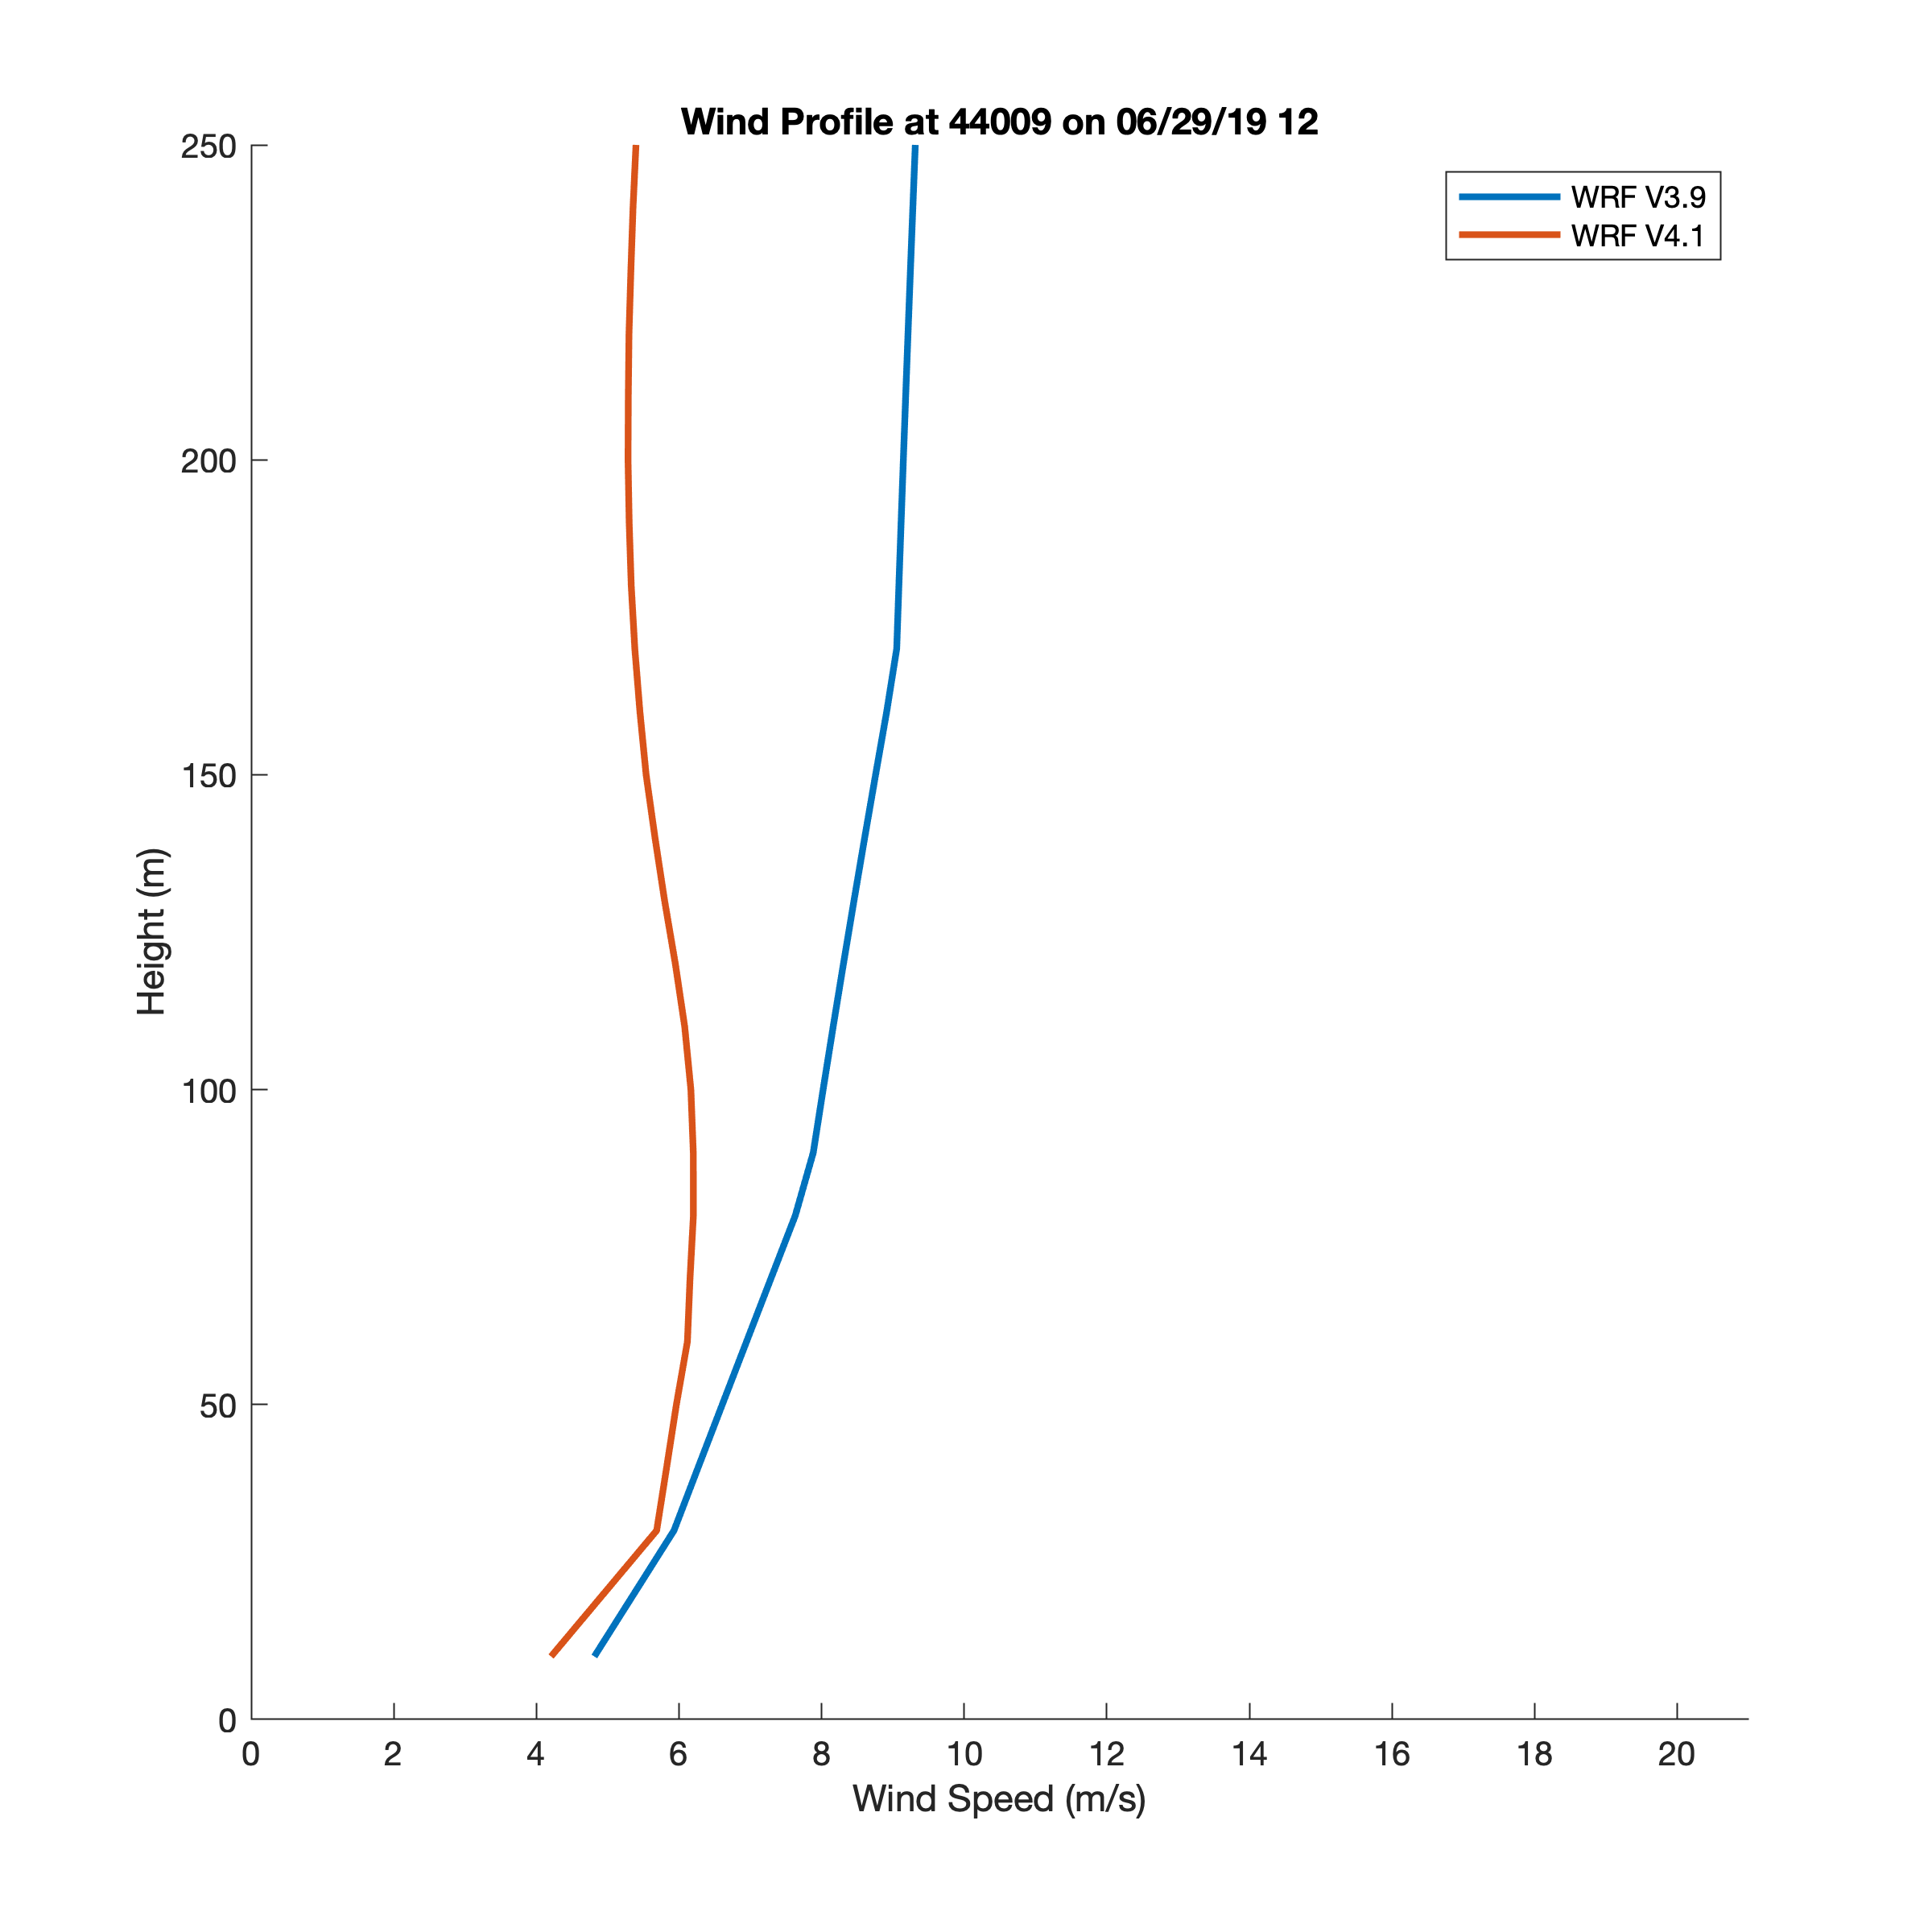 Wind Profile at 44009 on 06/29/19 12
WRF V3.9
WRF V4.1
250
200
150
100
50
0
Height (m)
0 2 4 6 8 10 12 14 16 18 20
Wind Speed (m/s)